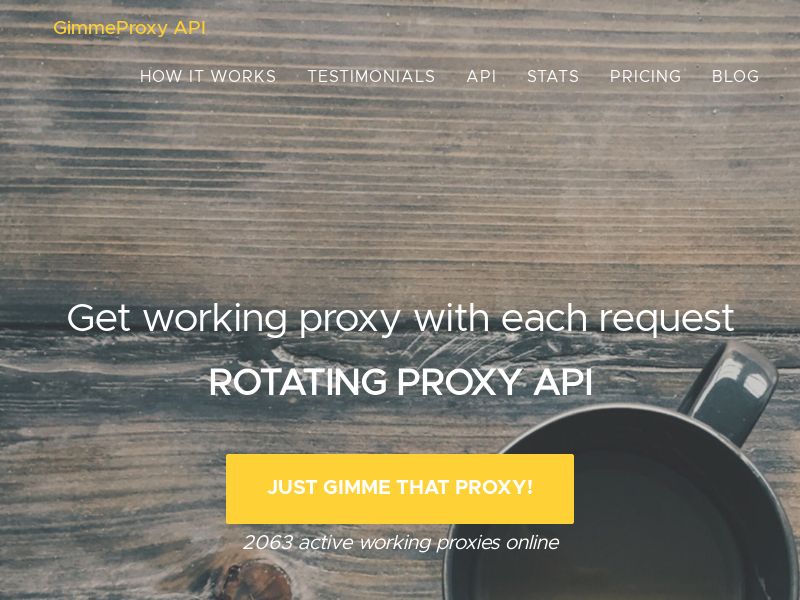 GimmeProxy API
HOW IT WORKS TESTIMONIALS API STATS PRICING BLOG
Get working proxy with each request
ROTATING PROXY API
JUST GIMME THAT PROXY!
2063 active working proxies online